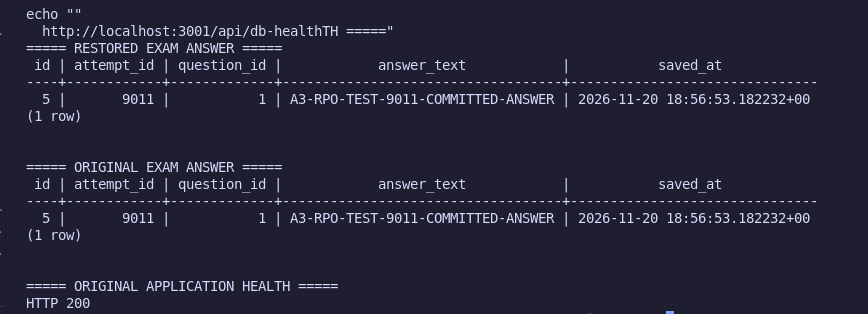 echo ""
  http://localhost:3001/api/db-healthTH ====="
===== RESTORED EXAM ANSWER =====
 id | attempt_id | question_id |            answer_text            |           saved_at
----+------------+-------------+-----------------------------------+-------------------------------
  5 |       9011 |           1 | A3-RPO-TEST-9011-COMMITTED-ANSWER | 2026-11-20 18:56:53.182232+00
(1 row)
===== ORIGINAL EXAM ANSWER =====
 id | attempt_id | question_id |            answer_text            |           saved_at
----+------------+-------------+-----------------------------------+-------------------------------
  5 |       9011 |           1 | A3-RPO-TEST-9011-COMMITTED-ANSWER | 2026-11-20 18:56:53.182232+00
(1 row)
===== ORIGINAL APPLICATION HEALTH =====
HTTP 200